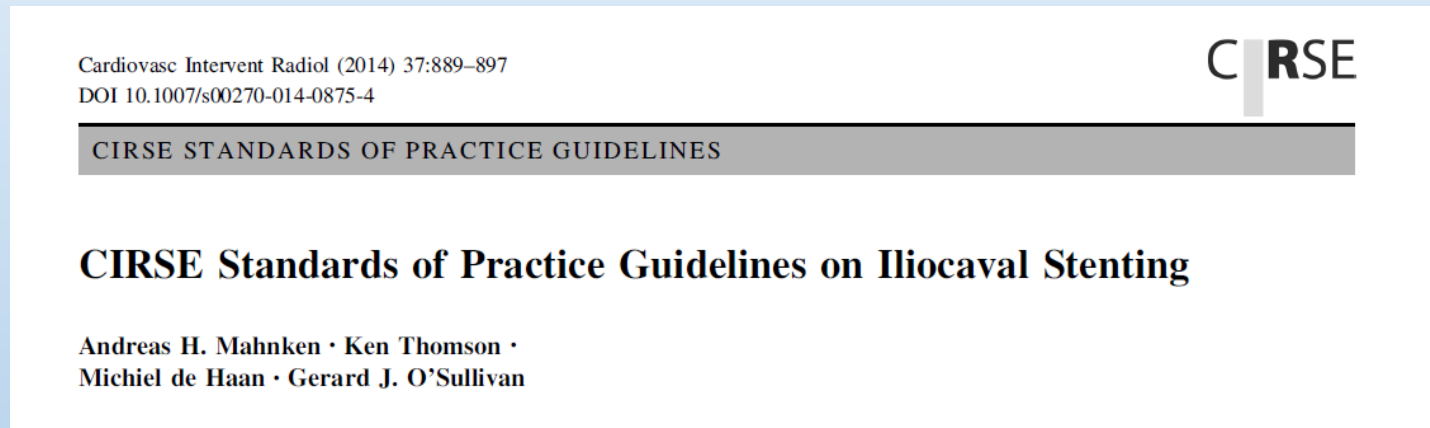 Cardiovasc Intervent Radiol (2014) 37:889–897
DOI 10.1007/s00270-014-0875-4
CIRSE
CIRSE STANDARDS OF PRACTICE GUIDELINES
CIRSE Standards of Practice Guidelines on Iliocaval Stenting
Andreas H. Mahnken · Ken Thomson ·
Michiel de Haan · Gerard J. O'Sullivan